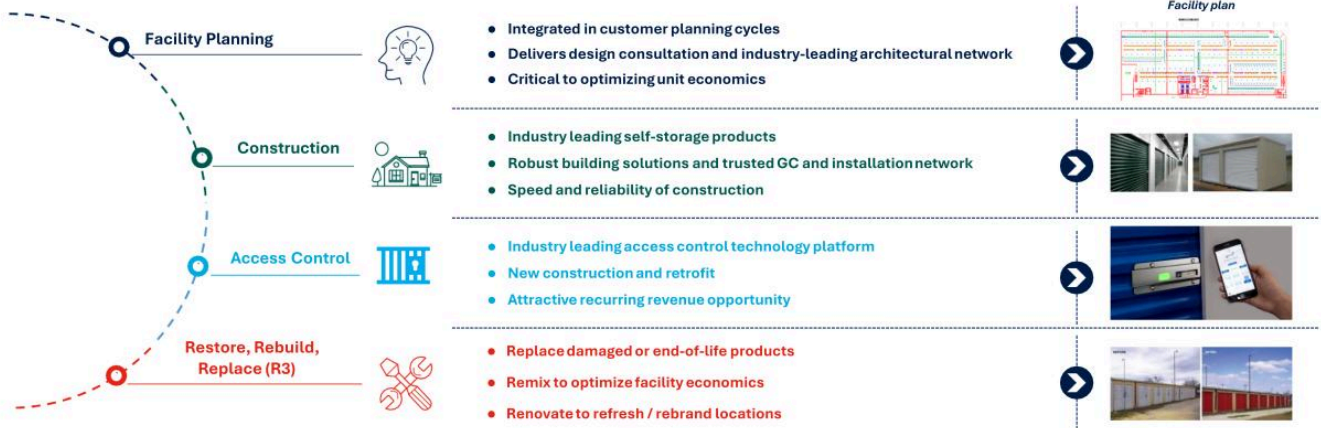 Facility plan
Facility Planning
Integrated in customer planning cycles
Delivers design consultation and industry-leading architectural network
Critical to optimizing unit economics
Construction
Industry leading self-storage products
Robust building solutions and trusted GC and installation network
Speed and reliability of construction
Access Control
Industry leading access control technology platform
New construction and retrofit
Attractive recurring revenue opportunity
Restore, Rebuild,
Replace (R3)
Replace damaged or end-of-life products
Remix to optimize facility economics
Renovate to refresh / rebrand locations